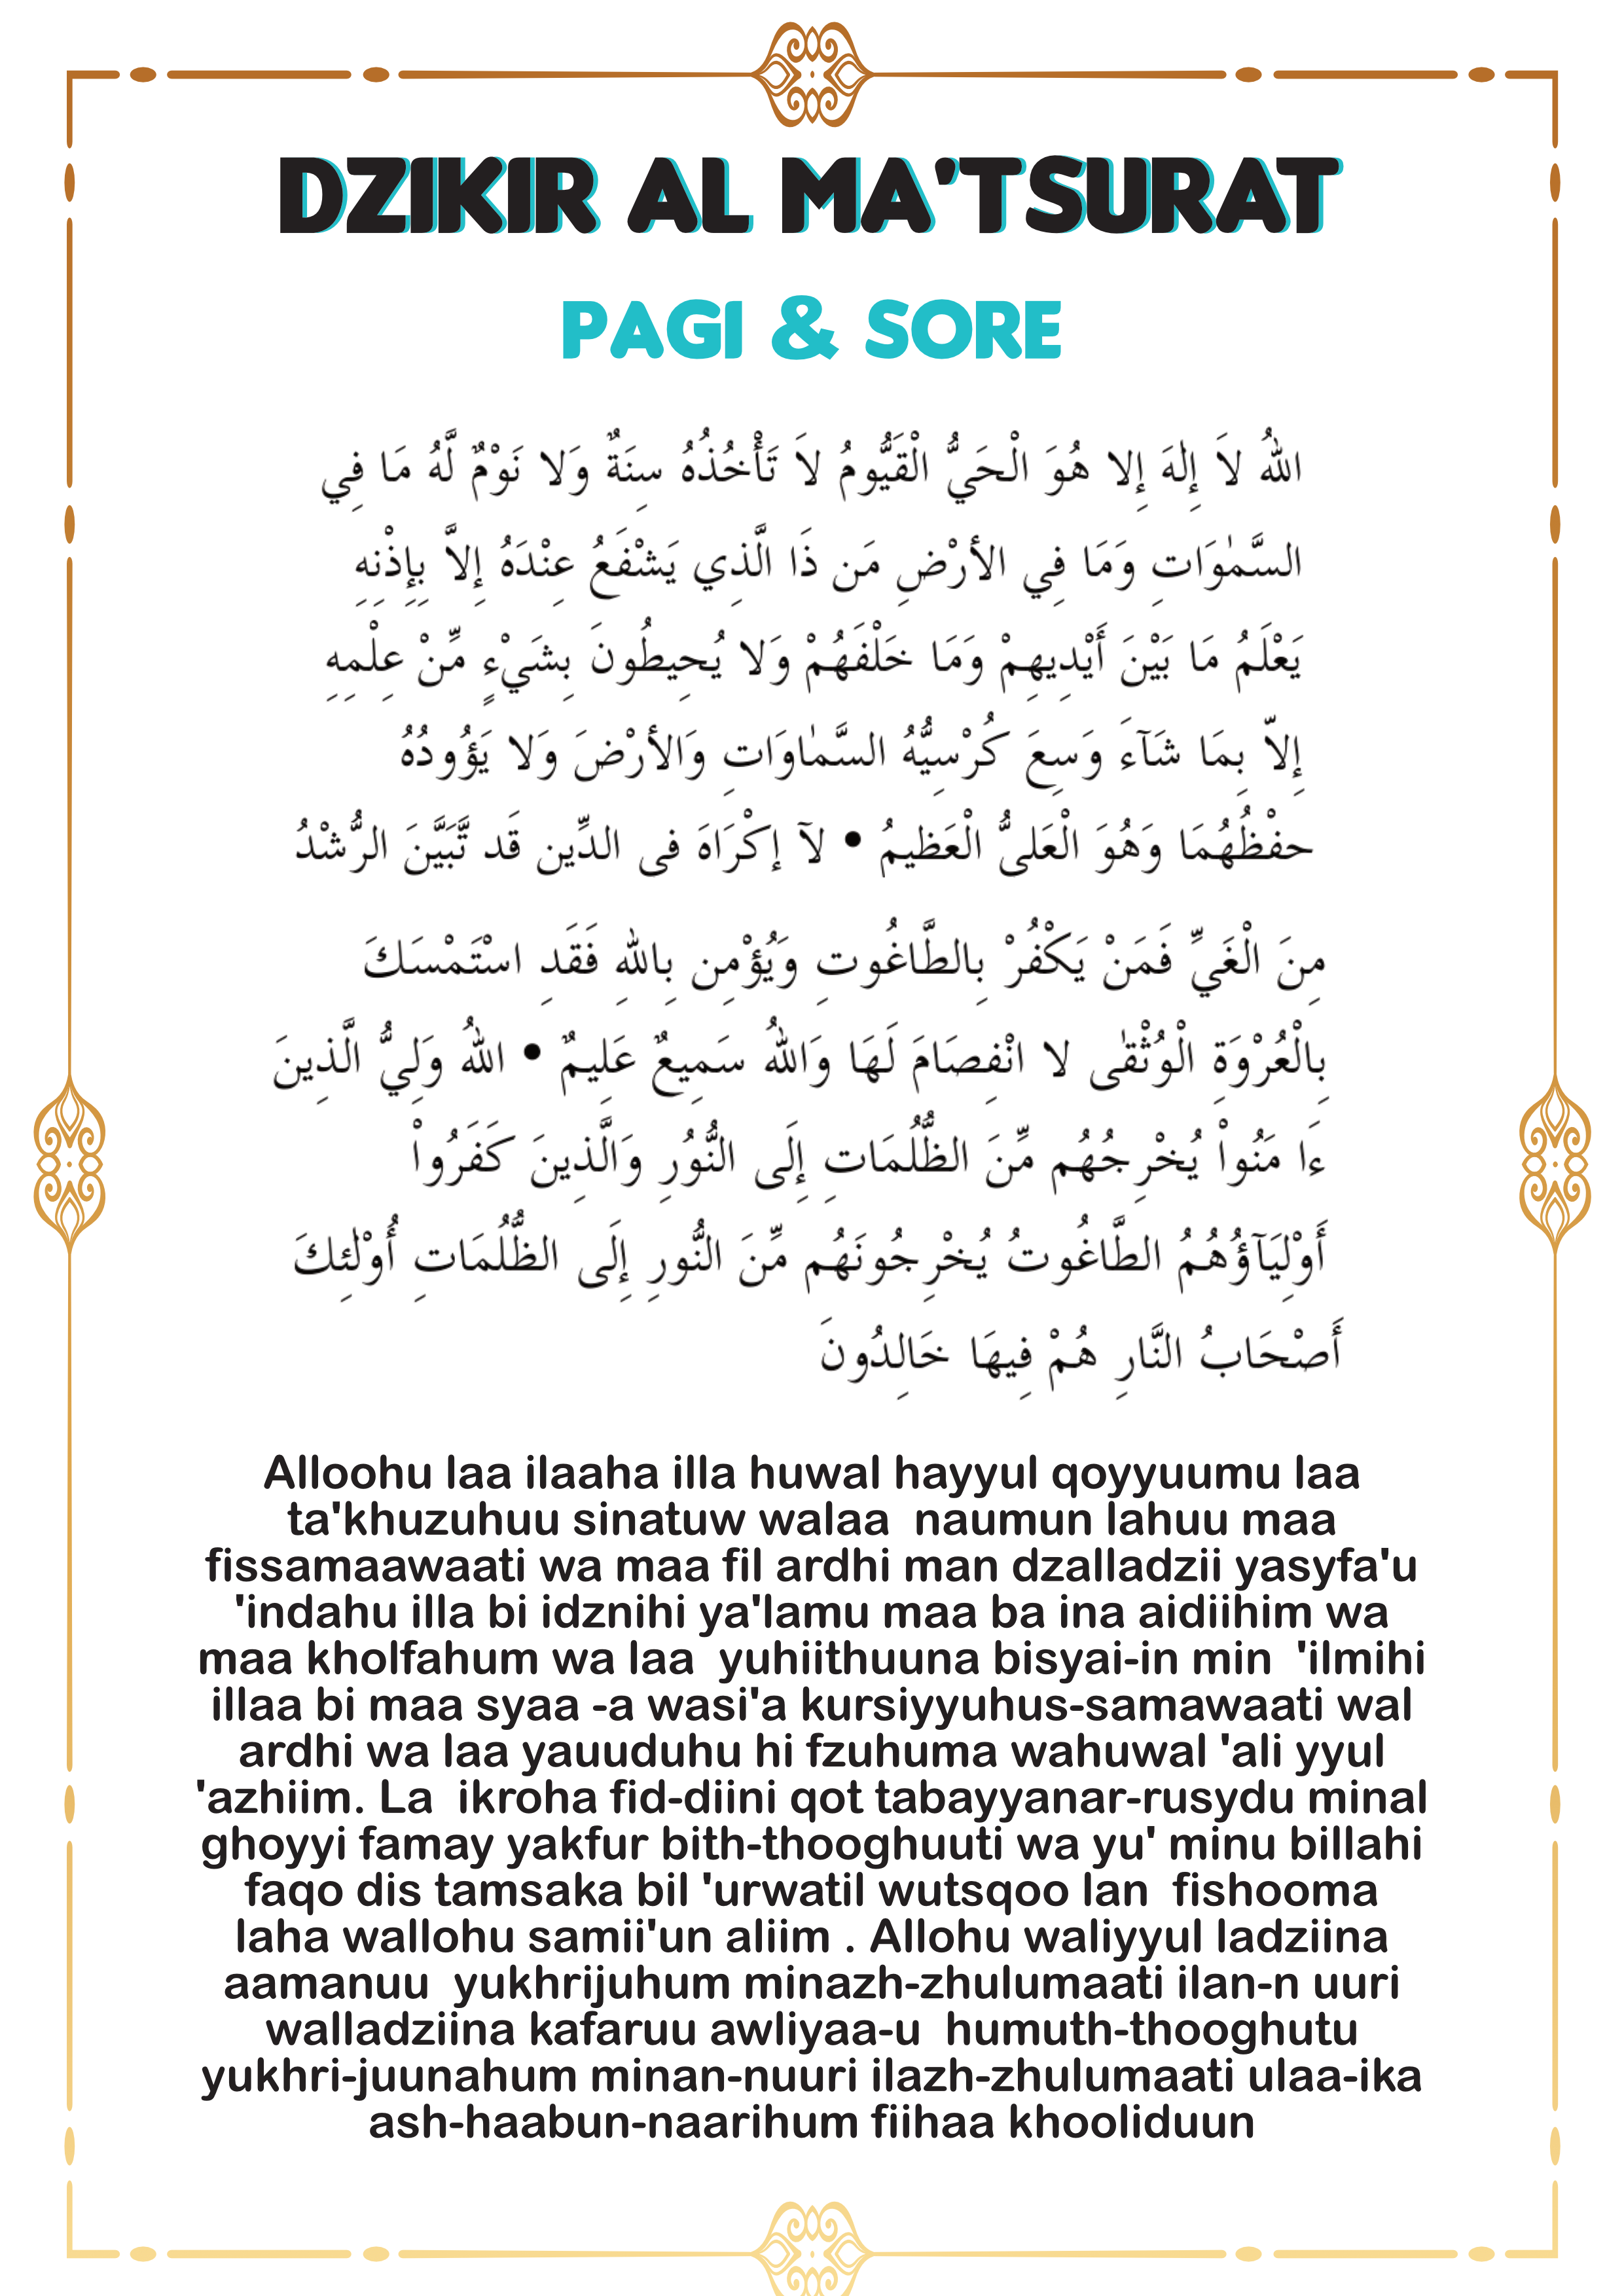 DZIKIR AL MA'TSURAT
PAGI & SORE
اللهُ لاَ إِلٰهَ إِلا هُوَ الْحَيُّ الْقَيُّومُ لاَ تَأْخُذُهُ سِنَةٌ وَلا نَوْمٌ لَّهُ مَا فِي
السَّمٰوَاتِ وَمَا فِي الأرْضِ مَن ذَا الَّذِي يَشْفَعُ عِنْدَهُ إِلاَّ بِإِذْنِهِ
يَعْلَمُ مَا بَيْنَ أَيْدِيهِمْ وَمَا خَلْفَهُمْ وَلا يُحِيطُونَ بِشَيْءٍ مِّنْ عِلْمِهِ
إِلاّ بِمَا شَآءَ وَسِعَ كُرْسِيُّهُ السَّمٰاوَاتِ وَالأرْضَ وَلا يَؤُودُهُ
حفْظُهُمَا وَهُوَ الْعَلىُّ الْعَظيمُ • لآ إكْرَاهَ فى الدِّين قَد تَّبَيَّنَ الرُّشْدُ
مِنَ الْغَيِّ فَمَنْ يَكْفُرْ بِالطَّاغُوتِ وَيُؤْمِن بِاللهِ فَقَدِ اسْتَمْسَكَ
بِالْعُرْوَةِ الْوُثْقٰى لا انْفِصَامَ لَهَا وَاللهُ سَمِيعٌ عَلِيمٌ • اللهُ وَلِيُّ الَّذِينَ
ءَا مَنُواْ يُخْرِجُهُم مِّنَ الظُّلُمَاتِ إِلَى النُّوُرِ وَالَّذِينَ كَفَرُواْ
أَوْلِيَآؤُهُمُ الطَّاغُوتُ يُخْرِجُونَهُم مِّنَ النُّورِ إِلَى الظُّلُمَاتِ أُوْلٰئِكَ
أَصْحَابُ النَّارِ هُمْ فِيهَا خَالِدُونَ
Alloohu laa ilaaha illa huwal hayyul qoyyuumu laa
ta'khuzuhuu sinatuw walaa  naumun lahuu maa
fissamaawaati wa maa fil ardhi man dzalladzii yasyfa'u
'indahu illa bi idznihi ya'lamu maa ba ina aidiihim wa
maa kholfahum wa laa  yuhiithuuna bisyai-in min  'ilmihi
illaa bi maa syaa -a wasi'a kursiyyuhus-samawaati wal
ardhi wa laa yauuduhu hi fzuhuma wahuwal 'ali yyul
'azhiim. La  ikroha fid-diini qot tabayyanar-rusydu minal
ghoyyi famay yakfur bith-thooghuuti wa yu' minu billahi
faqo dis tamsaka bil 'urwatil wutsqoo lan  fishooma
laha wallohu samii'un aliim . Allohu waliyyul ladziina
aamanuu  yukhrijuhum minazh-zhulumaati ilan-n uuri
walladziina kafaruu awliyaa-u  humuth-thooghutu
yukhri-juunahum minan-nuuri ilazh-zhulumaati ulaa-ika
ash-haabun-naarihum fiihaa khooliduun